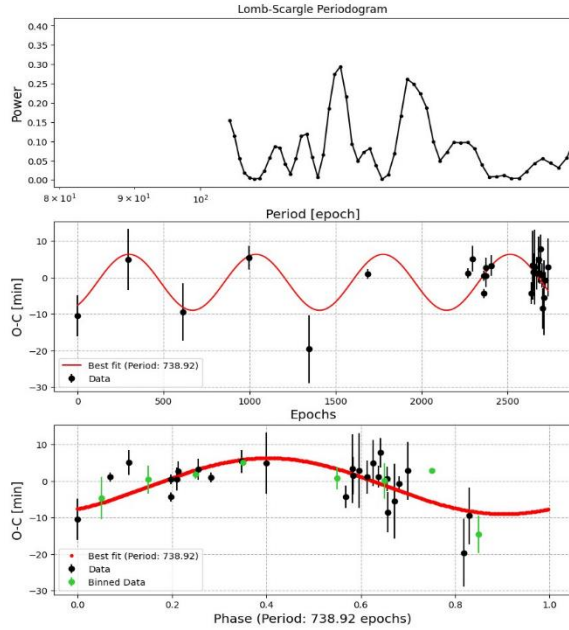 Lomb-Scargle Periodogram
0.40
0.35
0.30
0.25
0.20
0.15
0.10
0.05
0.00
Power
8 × 10¹
9 × 10¹
10²
Period [epoch]
10
0
−10
−20
−30
O-C [min]
Best fit (Period: 738.92)
Data
0
500
1000
1500
2000
2500
Epochs
10
0
−10
−20
−30
O-C [min]
Best fit (Period: 738.92)
Data
Binned Data
0.0
0.2
0.4
0.6
0.8
1.0
Phase (Period: 738.92 epochs)